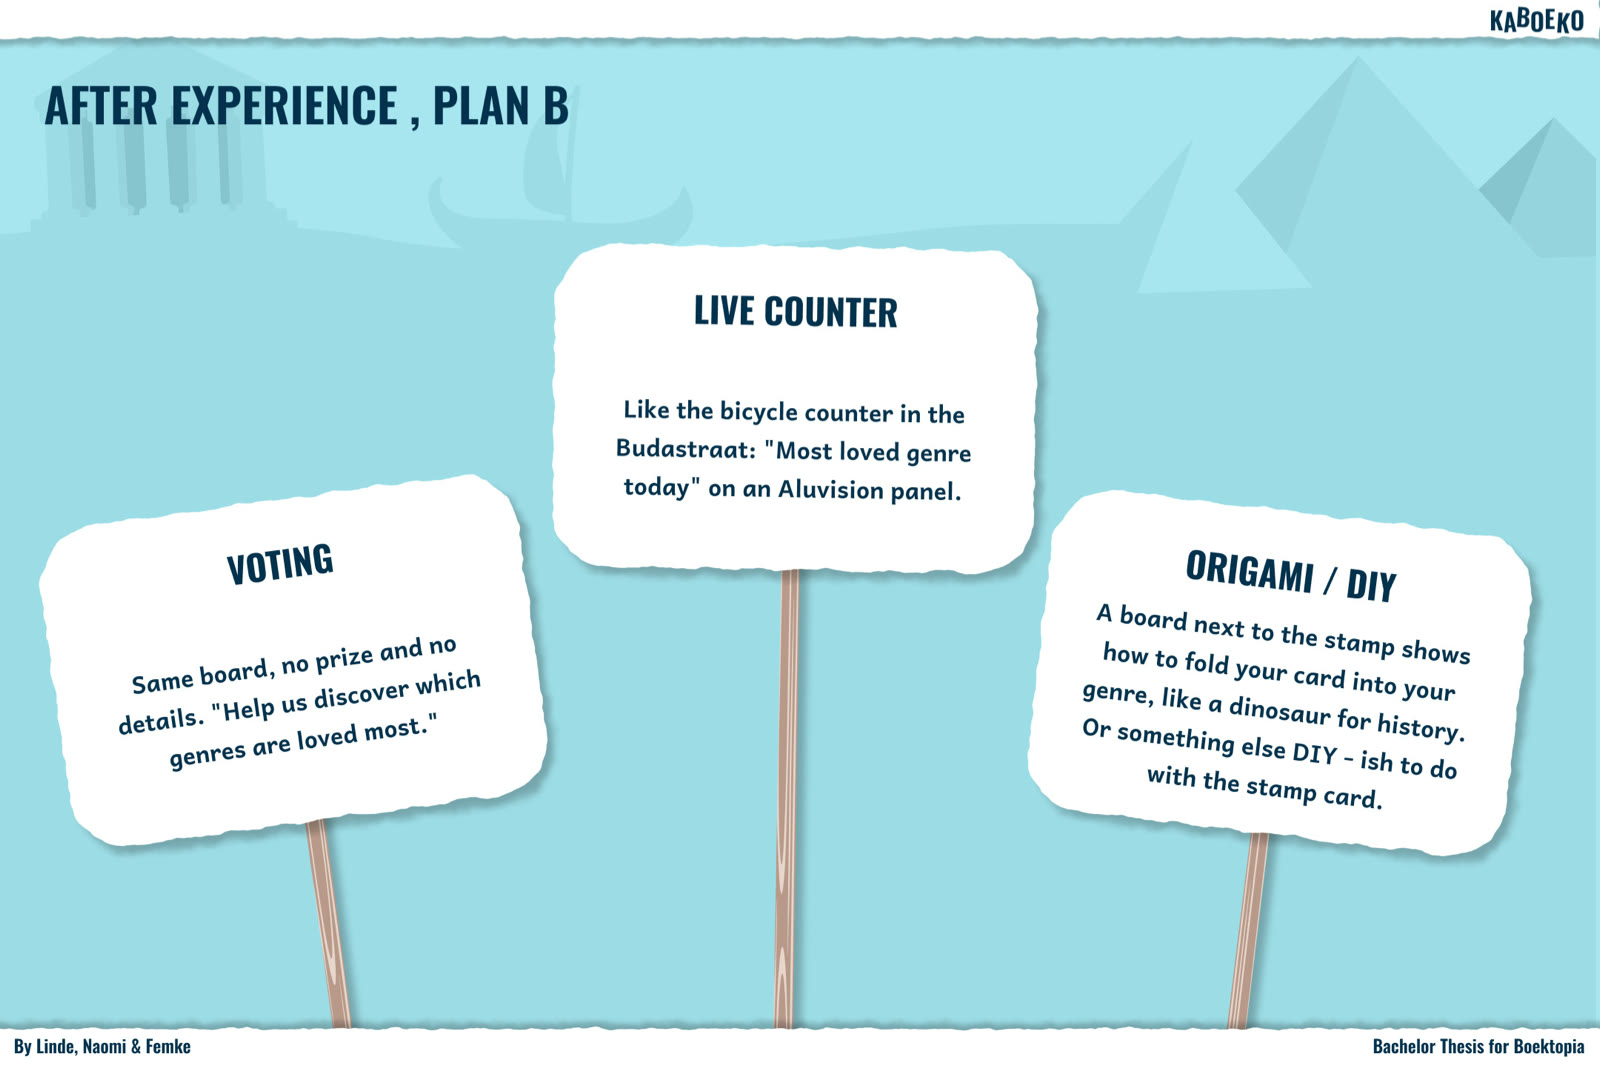 KABOEKO
AFTER EXPERIENCE , PLAN B
LIVE COUNTER
Like the bicycle counter in the
Budastraat: "Most loved genre
today" on an Aluvision panel.
VOTING
Same board, no prize and no
details. "Help us discover which
genres are loved most."
ORIGAMI / DIY
A board next to the stamp shows
how to fold your card into your
genre, like a dinosaur for history.
Or something else DIY - ish to do
with the stamp card.
By Linde, Naomi & Femke
Bachelor Thesis for Boektopia